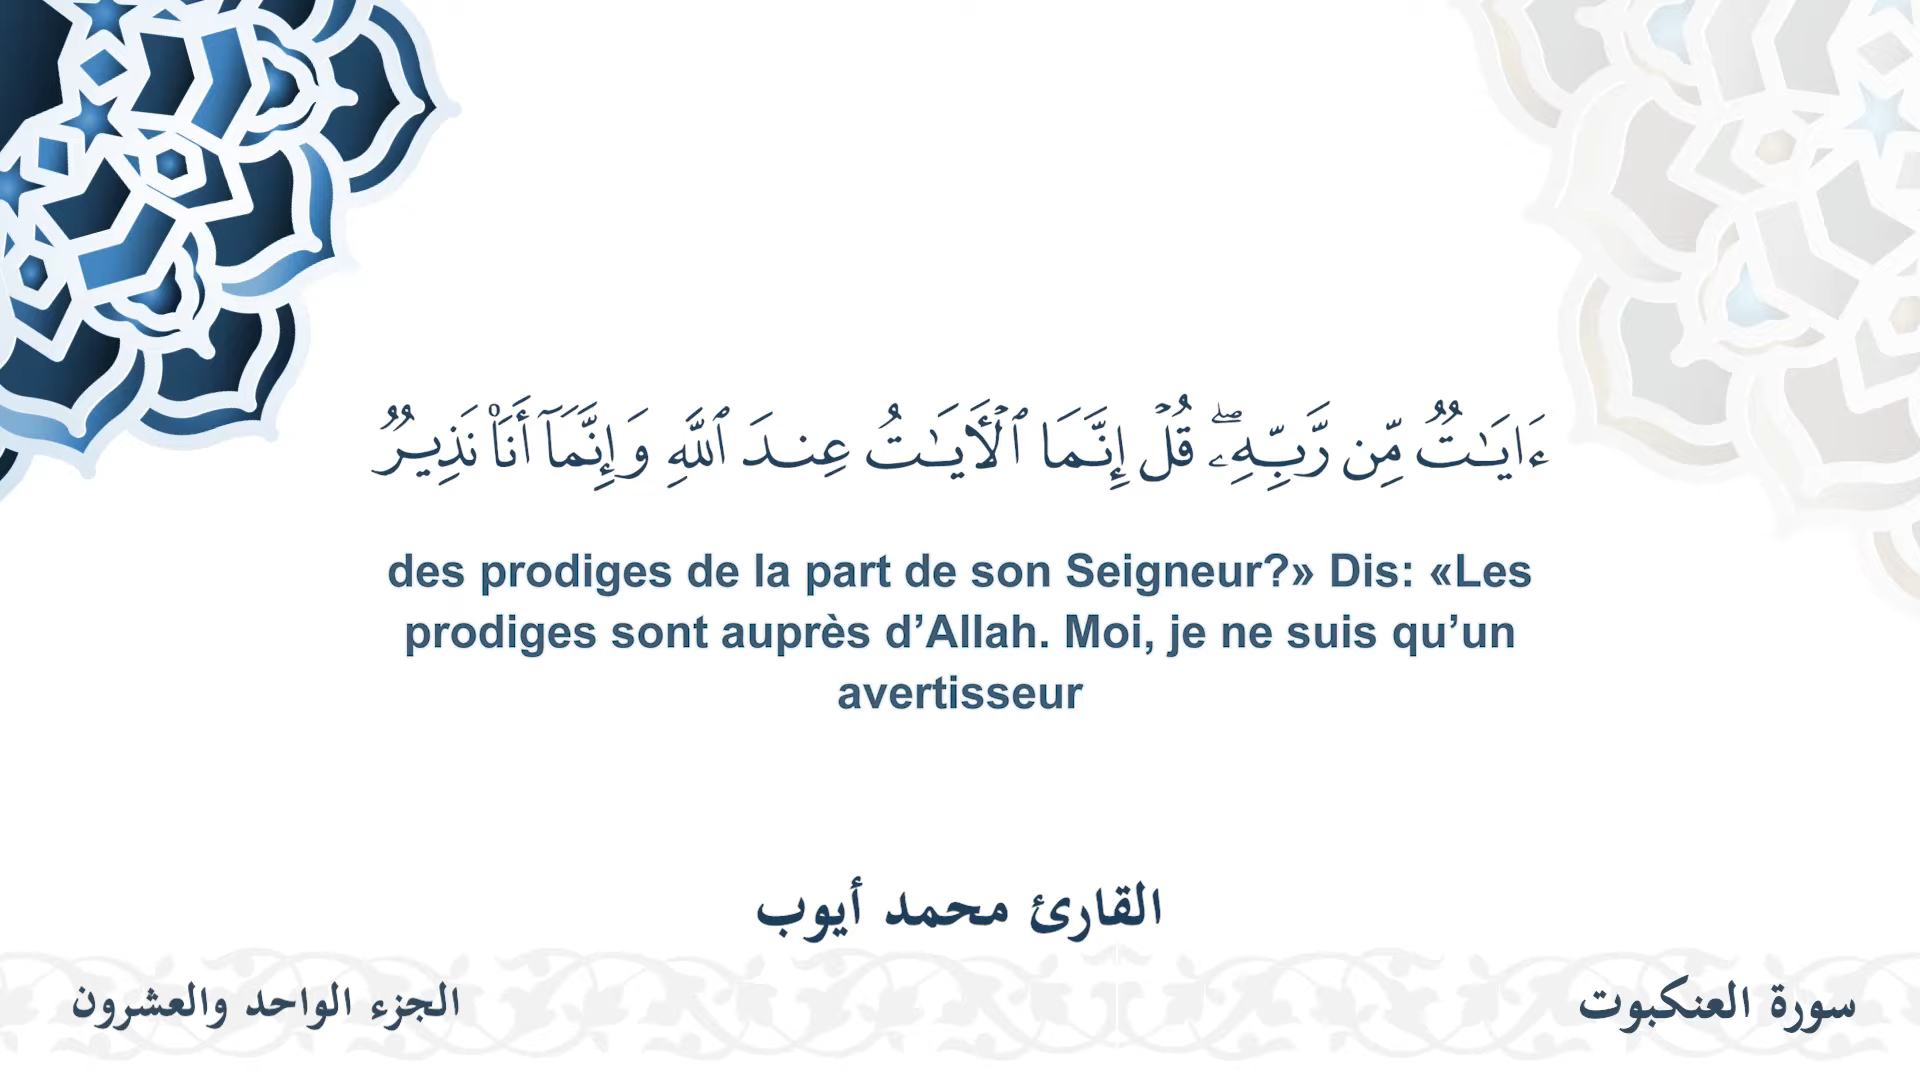 ءَايَـٰتٌ مِّن رَّبِّهِۦۖ قُلۡ إِنَّمَا ٱلۡأٓيَـٰتُ عِندَ ٱللَّهِ وَإِنَّمَآ أَنَا۠ نَذِيرٌ
des prodiges de la part de son Seigneur?» Dis: «Les
prodiges sont auprès d’Allah. Moi, je ne suis qu’un
avertisseur
القارئ محمد أيوب
سورة العنكبوت
الجزء الواحد والعشرون